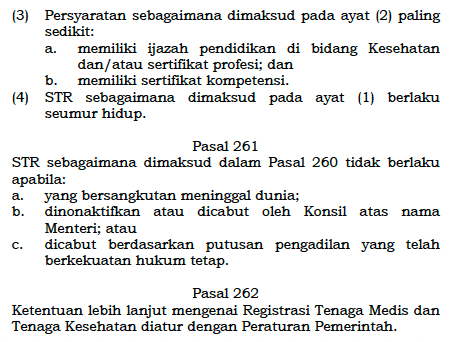 (3) Persyaratan sebagaimana dimaksud pada ayat (2) paling
sedikit:
a. memiliki ijazah pendidikan di bidang Kesehatan
dan/atau sertifikat profesi; dan
b. memiliki sertifikat kompetensi.
(4) STR sebagaimana dimaksud pada ayat (1) berlaku
seumur hidup.
Pasal 261
STR sebagaimana dimaksud dalam Pasal 260 tidak berlaku
apabila:
a. yang bersangkutan meninggal dunia;
b. dinonaktifkan atau dicabut oleh Konsil atas nama
Menteri; atau
c. dicabut berdasarkan putusan pengadilan yang telah
berkekuatan hukum tetap.
Pasal 262
Ketentuan lebih lanjut mengenai Registrasi Tenaga Medis dan
Tenaga Kesehatan diatur dengan Peraturan Pemerintah.